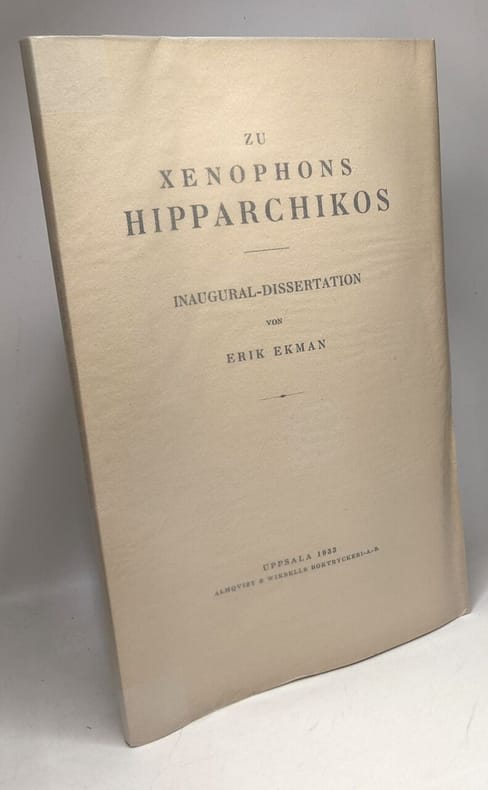 ZU
XENOPHONS
HIPPARCHIKOS
INAUGURAL-DISSERTATION
VON
ERIK EKMAN
UPPSALA 1933
ALMQVIST & WIKSELLS BOKTRYCKERI-A.-B.